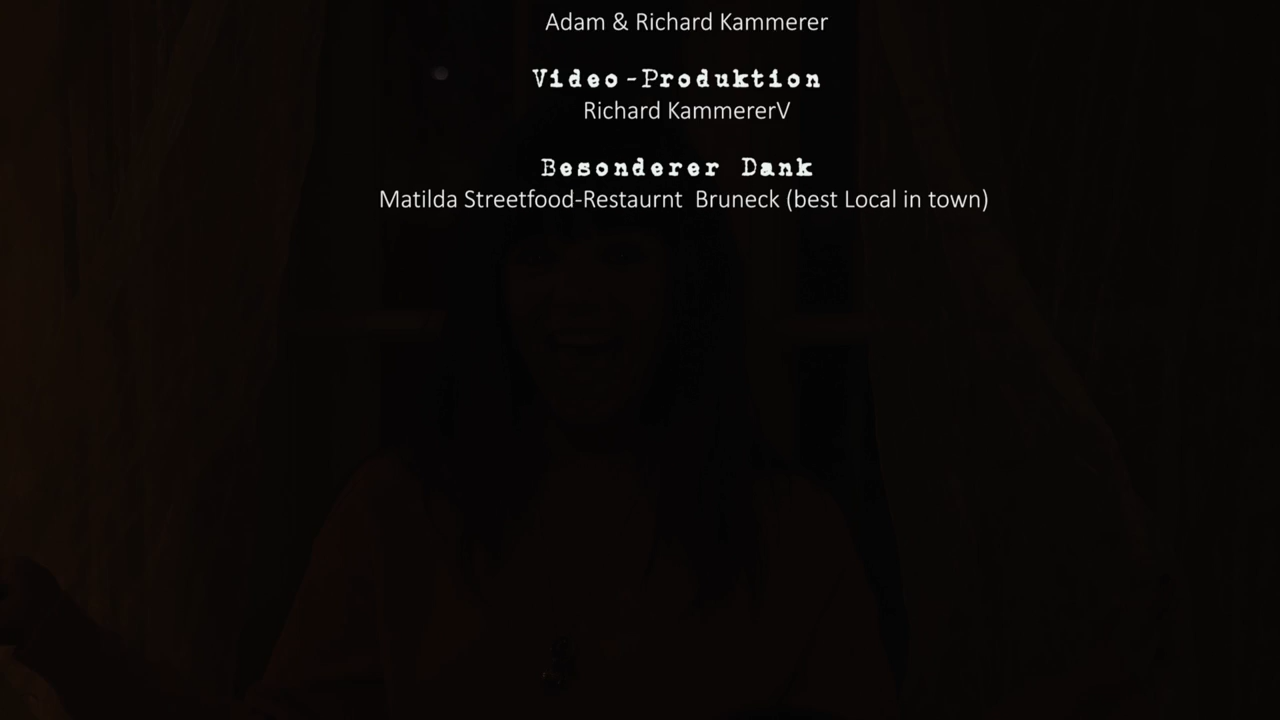 Adam & Richard Kammerer
Video-Produktion
Richard KammererV
Besonderer Dank
Matilda Streetfood-Restaurnt Bruneck (best Local in town)